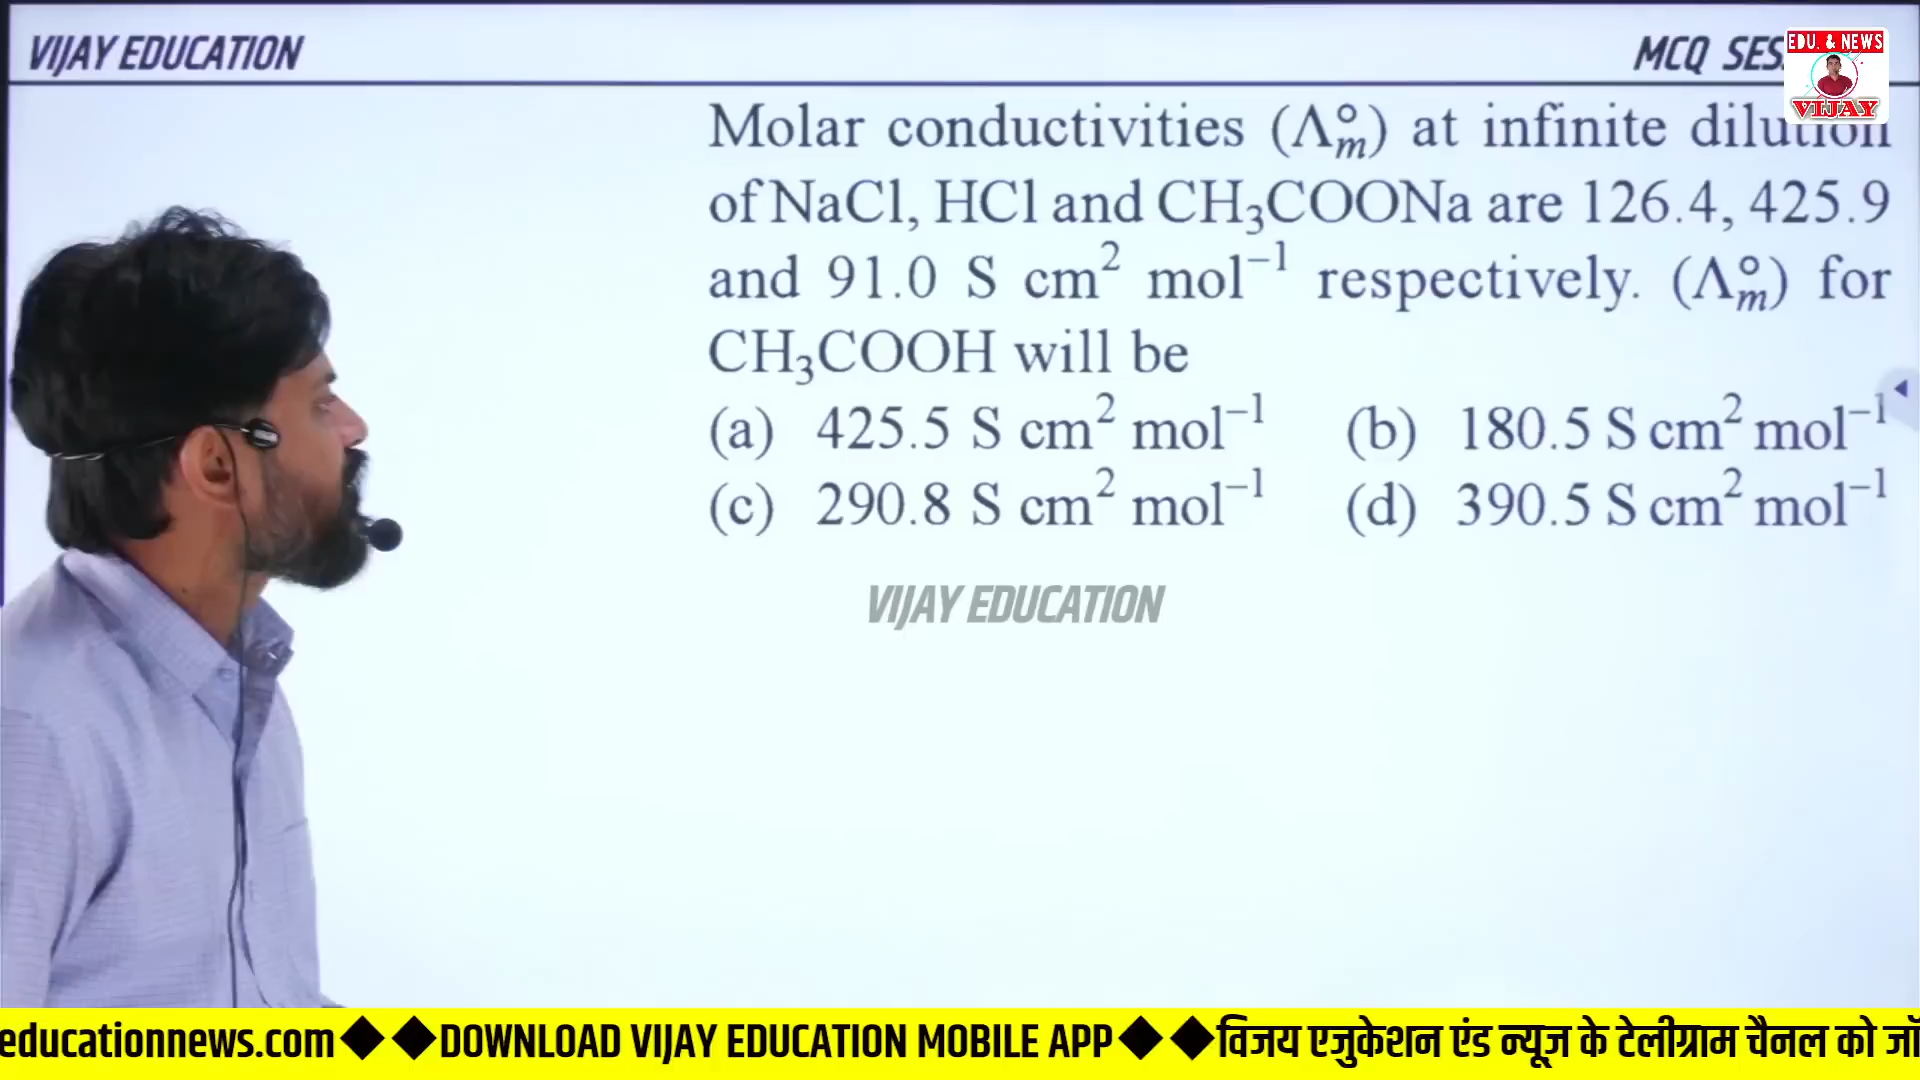 VIJAY EDUCATION
MCQ SES
EDU. & NEWS
VIJAY
Molar conductivities (Λ°m) at infinite dilution
of NaCl, HCl and CH₃COONa are 126.4, 425.9
and 91.0 S cm² mol⁻¹ respectively. (Λ°m) for
CH₃COOH will be
(a) 425.5 S cm² mol⁻¹ (b) 180.5 S cm² mol⁻¹
(c) 290.8 S cm² mol⁻¹ (d) 390.5 S cm² mol⁻¹
VIJAY EDUCATION
educationnews.com◆◆DOWNLOAD VIJAY EDUCATION MOBILE APP◆◆विजय एजुकेशन एंड न्यूज के टेलीग्राम चैनल को जॉ